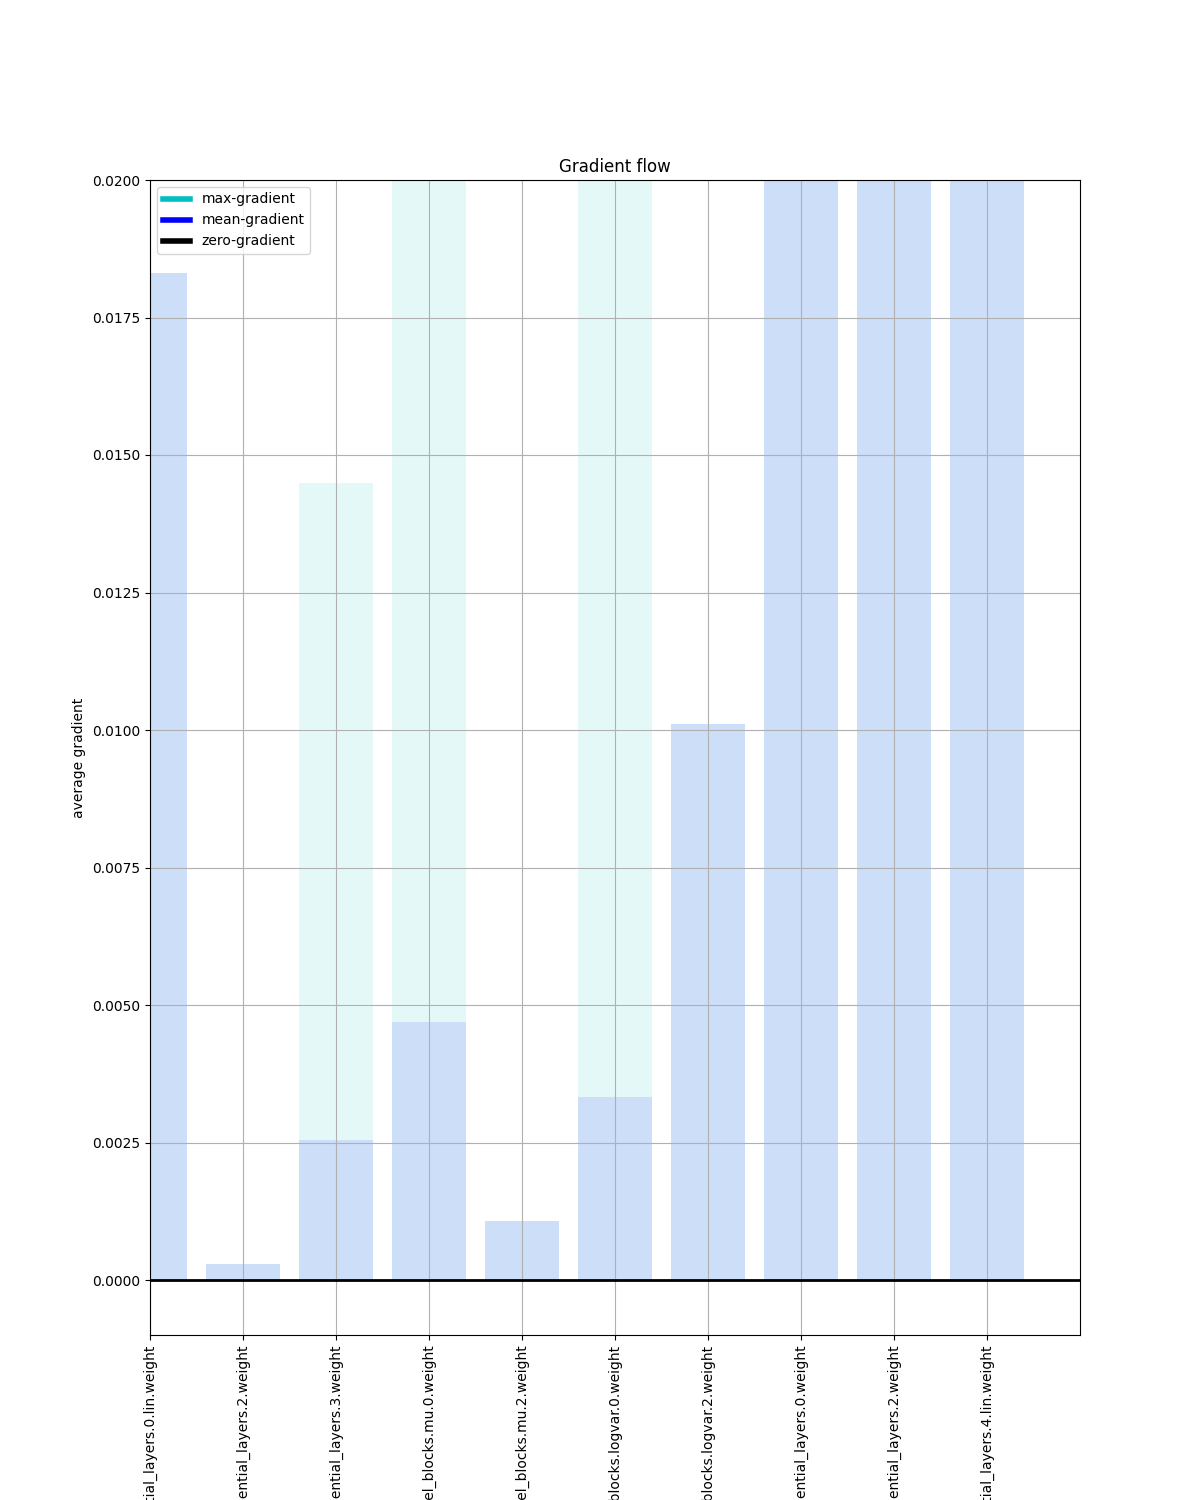 Gradient flow
max-gradient
mean-gradient
zero-gradient
0.0200
0.0175
0.0150
0.0125
0.0100
0.0075
0.0050
0.0025
0.0000
average gradient
tial_layers.0.lin.weight
ential_layers.2.weight
ential_layers.3.weight
el_blocks.mu.0.weight
el_blocks.mu.2.weight
blocks.logvar.0.weight
blocks.logvar.2.weight
ential_layers.0.weight
ential_layers.2.weight
tial_layers.4.lin.weight